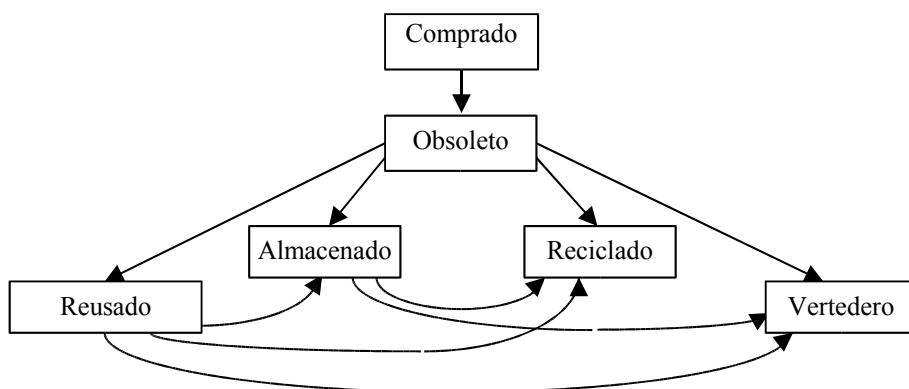 Comprado
Obsoleto
Almacenado
Reciclado
Reusado
Vertedero